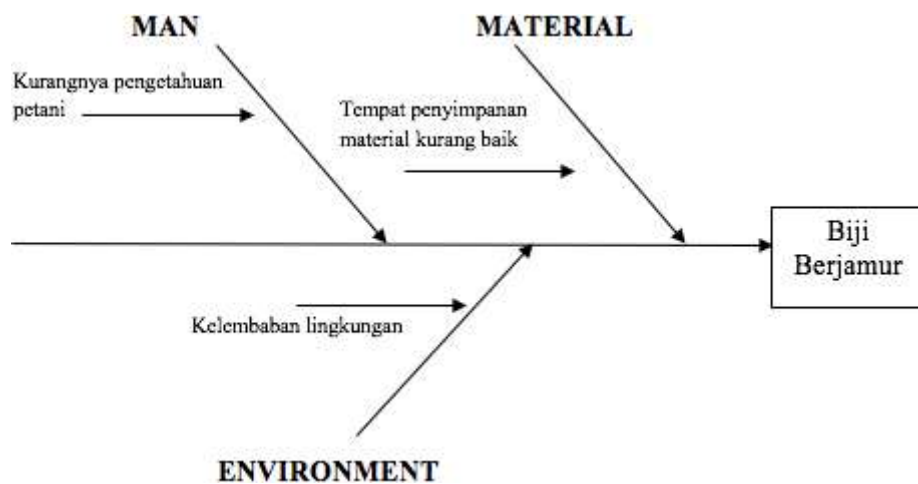 MAN
MATERIAL
Kurangnya pengetahuan
petani
Tempat penyimpanan
material kurang baik
Biji
Berjamur
Kelembaban lingkungan
ENVIRONMENT